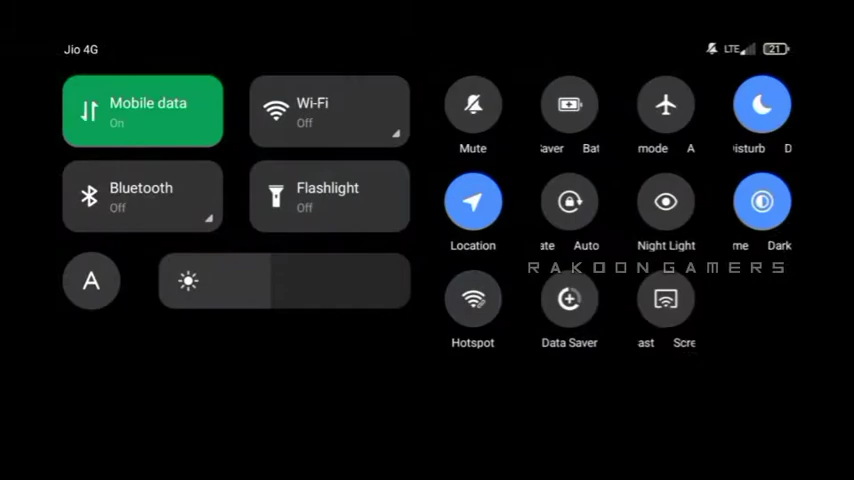 Jio 4G
LTE 21
Mobile data
On
Wi-Fi
Off
Bluetooth
Off
Flashlight
Off
A
Mute
aver Bat
mode A
isturb D
Location
ate Auto
Night Light
me Dark
RAKOON GAMERS
Hotspot
Data Saver
ast Scre